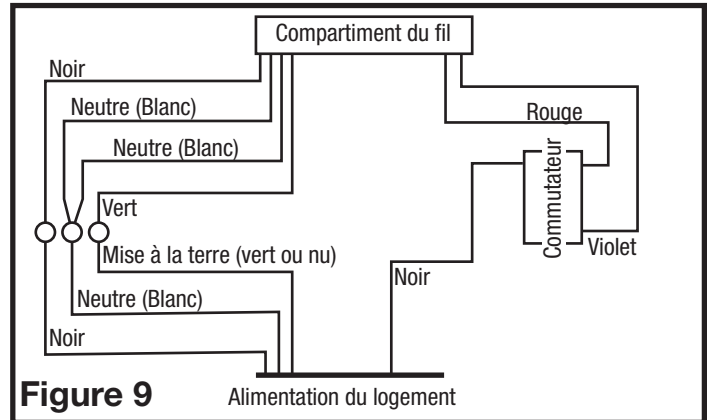 Compartiment du fil
Noir
Neutre (Blanc)
Rouge
Neutre (Blanc)
Commutateur
Vert
Violet
Mise à la terre (vert ou nu)
Noir
Neutre (Blanc)
Noir
Figure 9
Alimentation du logement